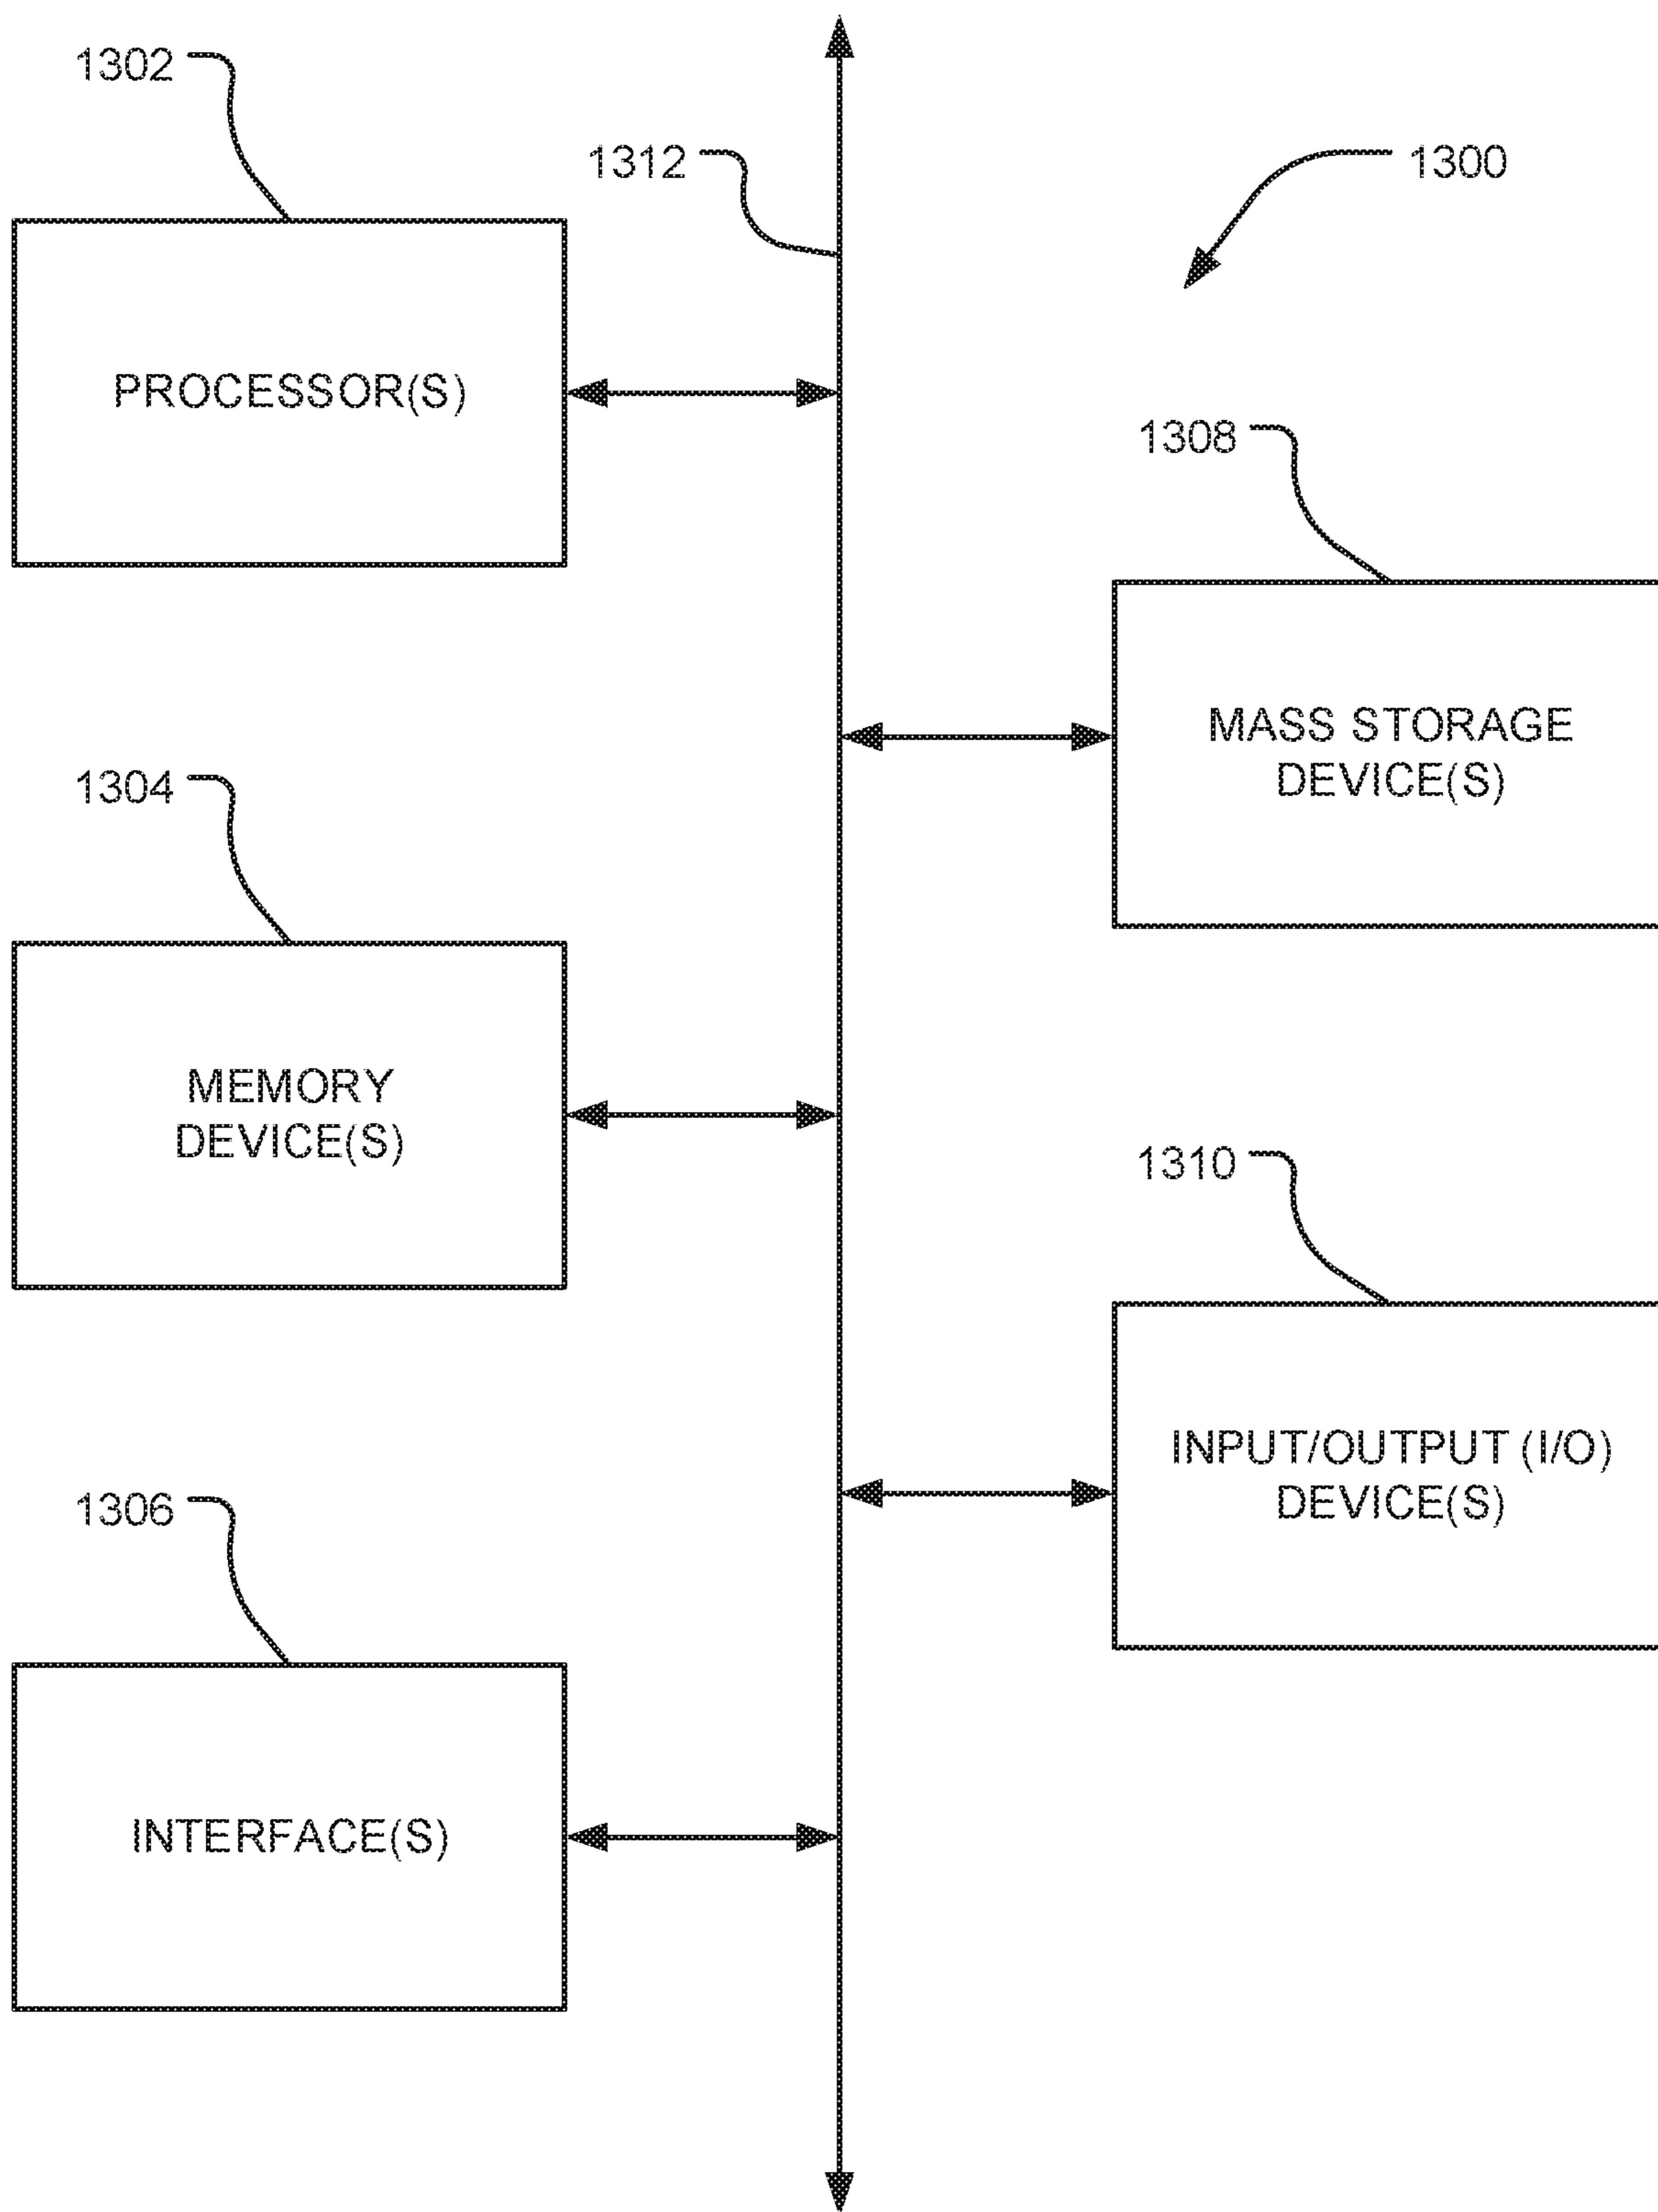 1302
1312
1300
PROCESSOR(S)
1308
MASS STORAGE
DEVICE(S)
1304
MEMORY
DEVICE(S)
1310
INPUT/OUTPUT (I/O)
DEVICE(S)
1306
INTERFACE(S)